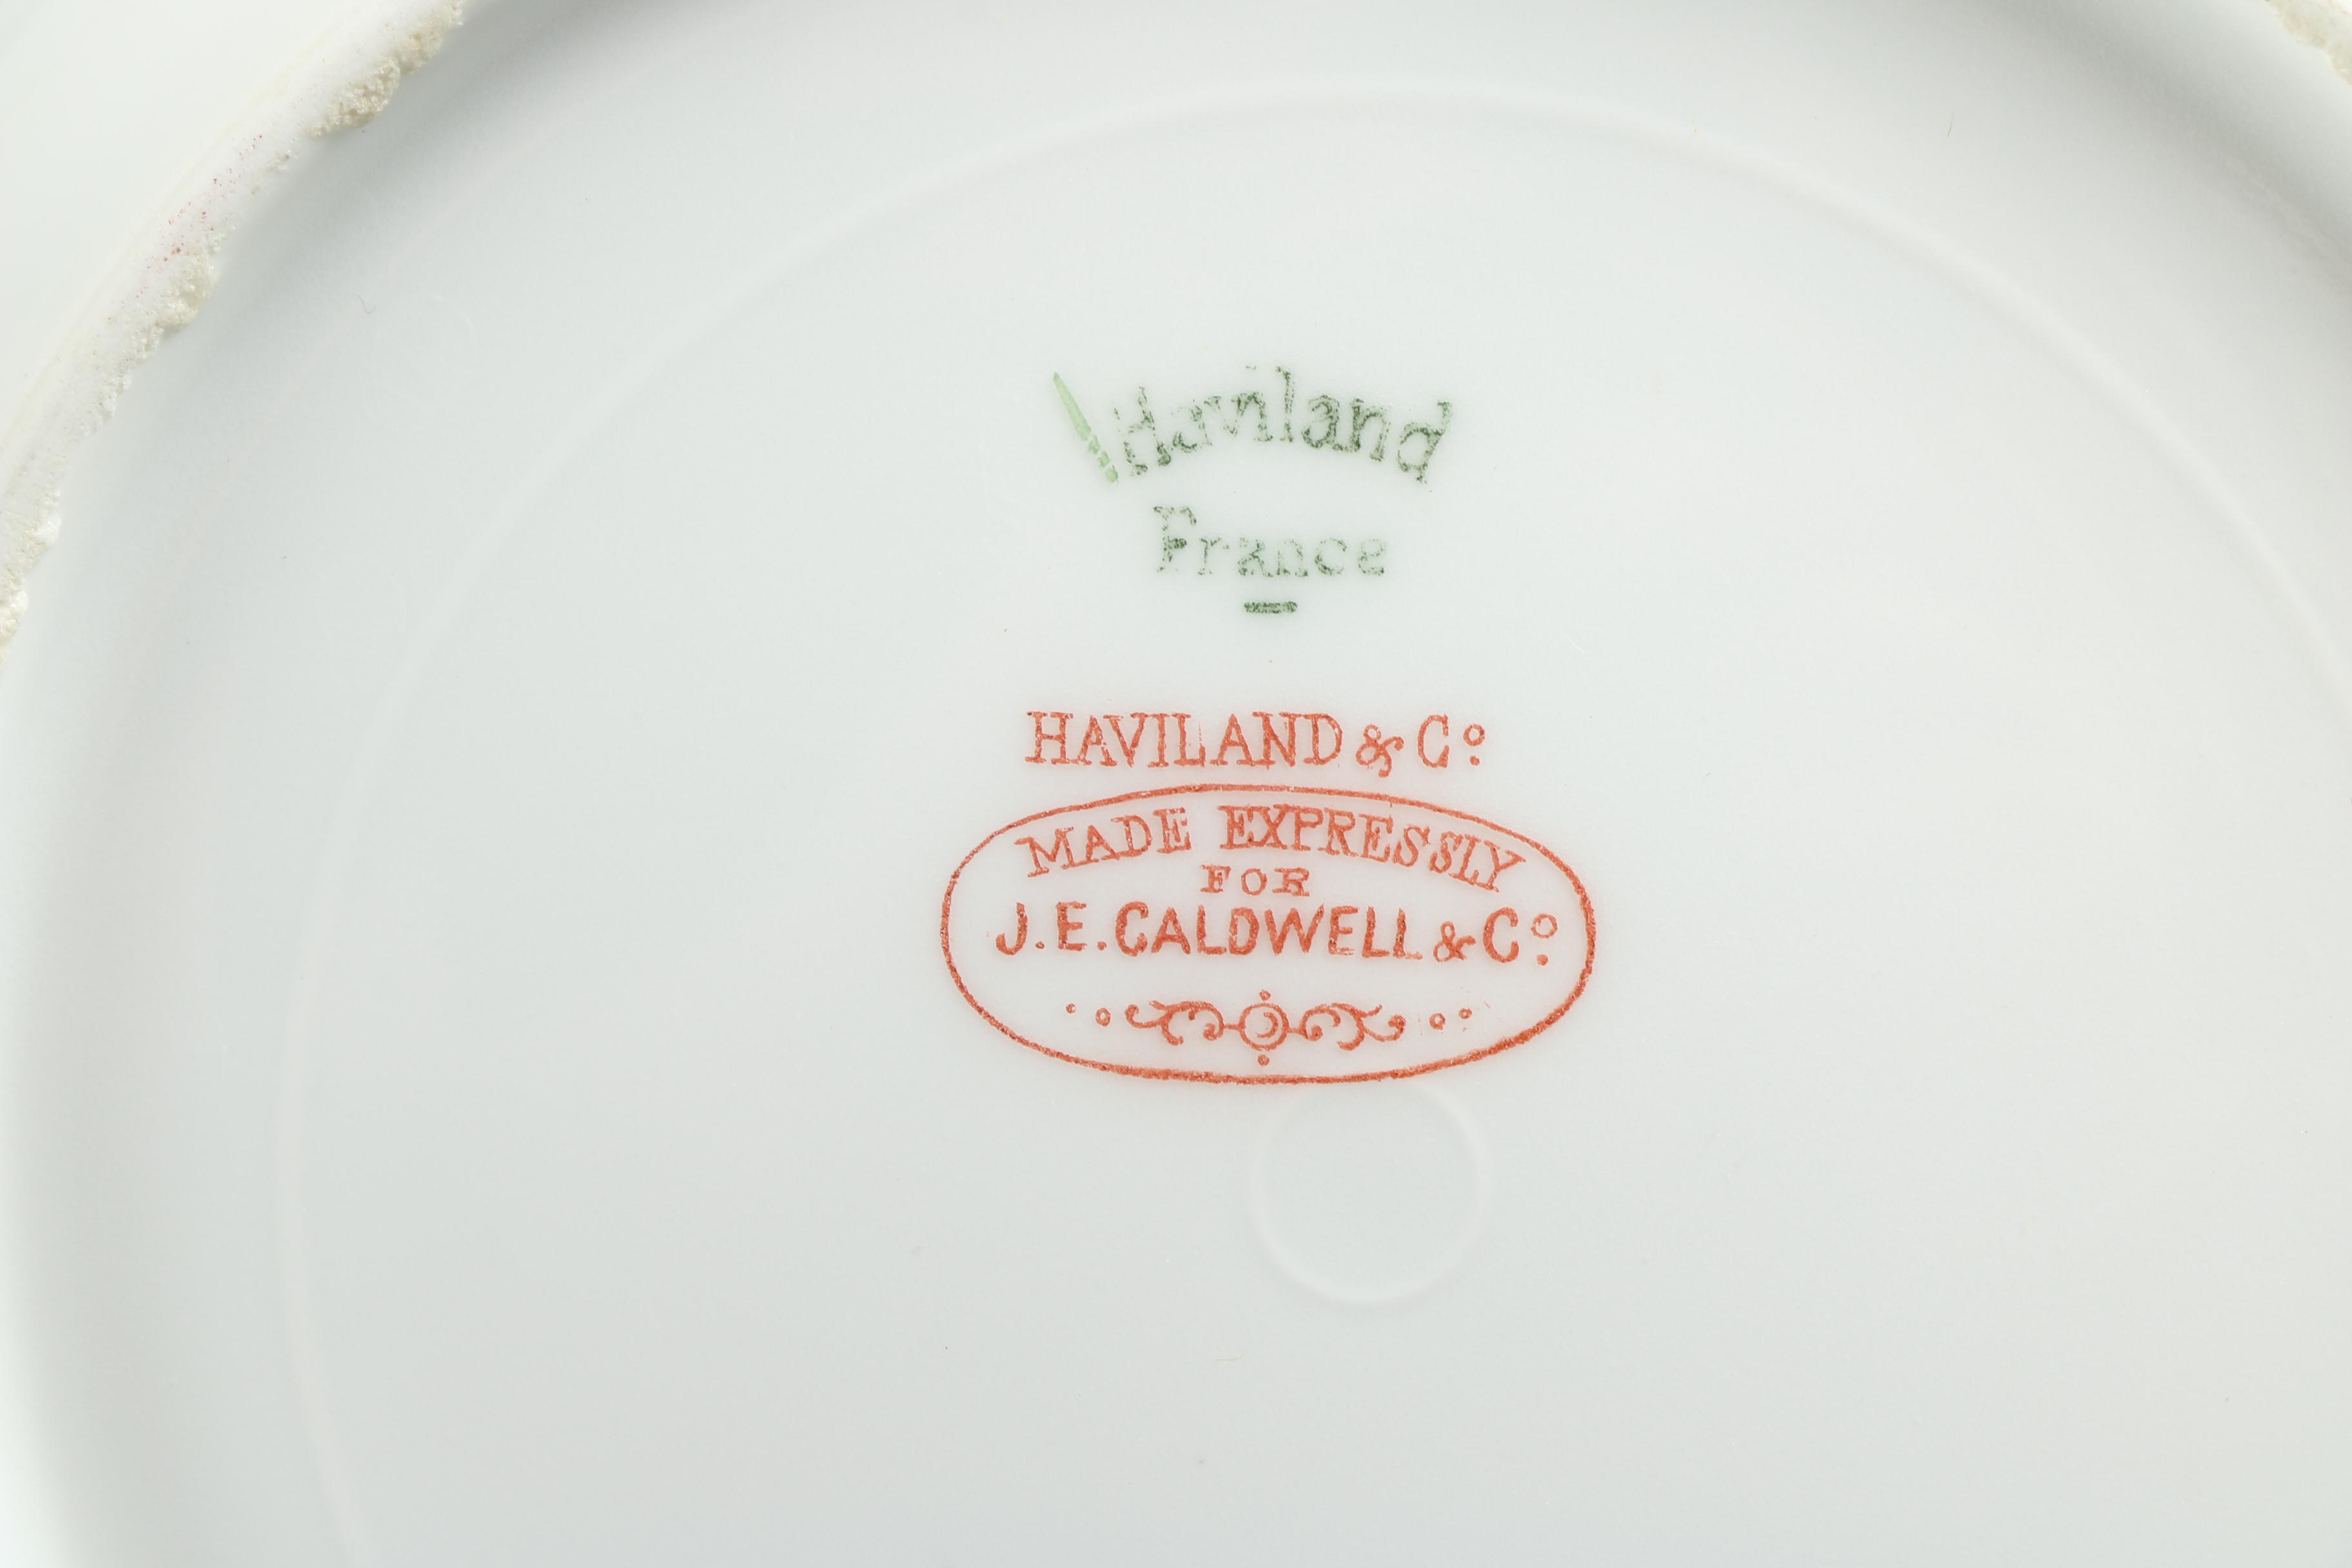 Haviland
France
HAVILAND & Co.
MADE EXPRESSLY
FOR
J.E. CALDWELL & Co.